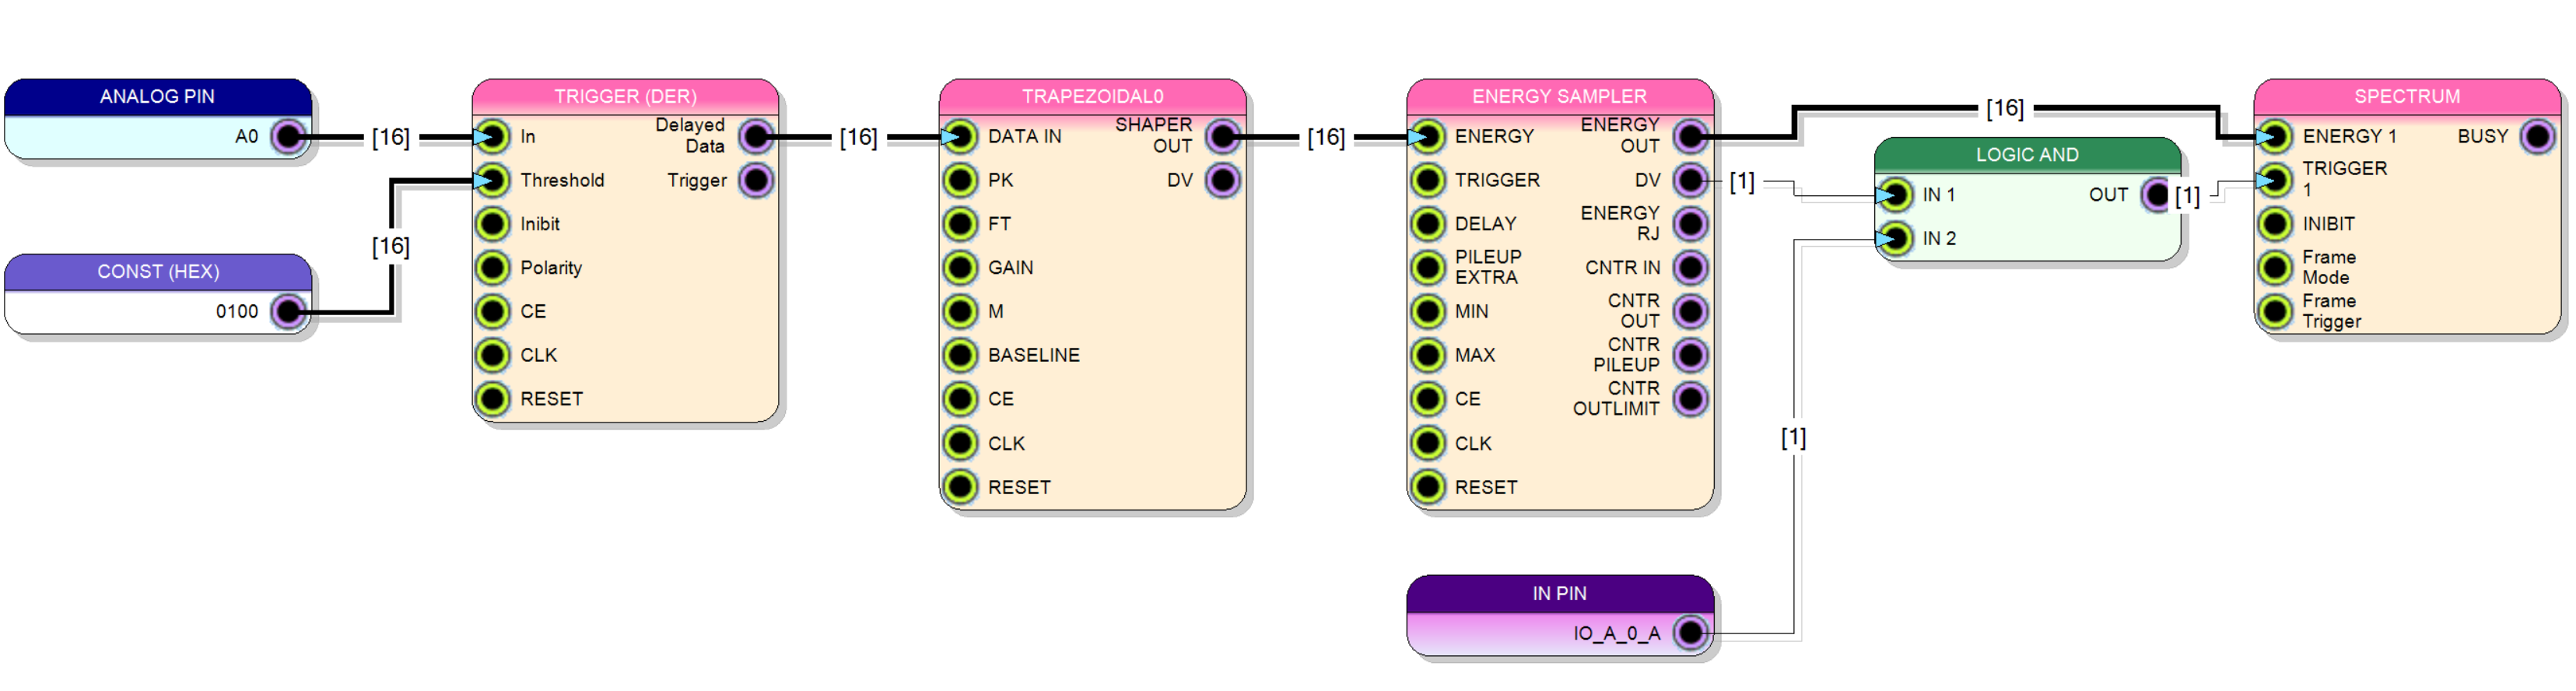 ANALOG PIN
A0
[16]
CONST (HEX)
0100
[16]
TRIGGER (DER)
In
Threshold
Inibit
Polarity
CE
CLK
RESET
Delayed
Data
Trigger
[16]
TRAPEZOIDAL0
DATA IN
PK
FT
GAIN
M
BASELINE
CE
CLK
RESET
SHAPER
OUT
DV
[16]
ENERGY SAMPLER
ENERGY
TRIGGER
DELAY
PILEUP
EXTRA
MIN
MAX
CE
CLK
RESET
ENERGY
OUT
DV
ENERGY
RJ
CNTR IN
CNTR
OUT
CNTR
PILEUP
CNTR
OUTLIMIT
[16]
[1]
IN PIN
IO_A_0_A
[1]
LOGIC AND
IN 1
IN 2
OUT
[1]
SPECTRUM
ENERGY 1
TRIGGER
1
INIBIT
Frame
Mode
Frame
Trigger
BUSY